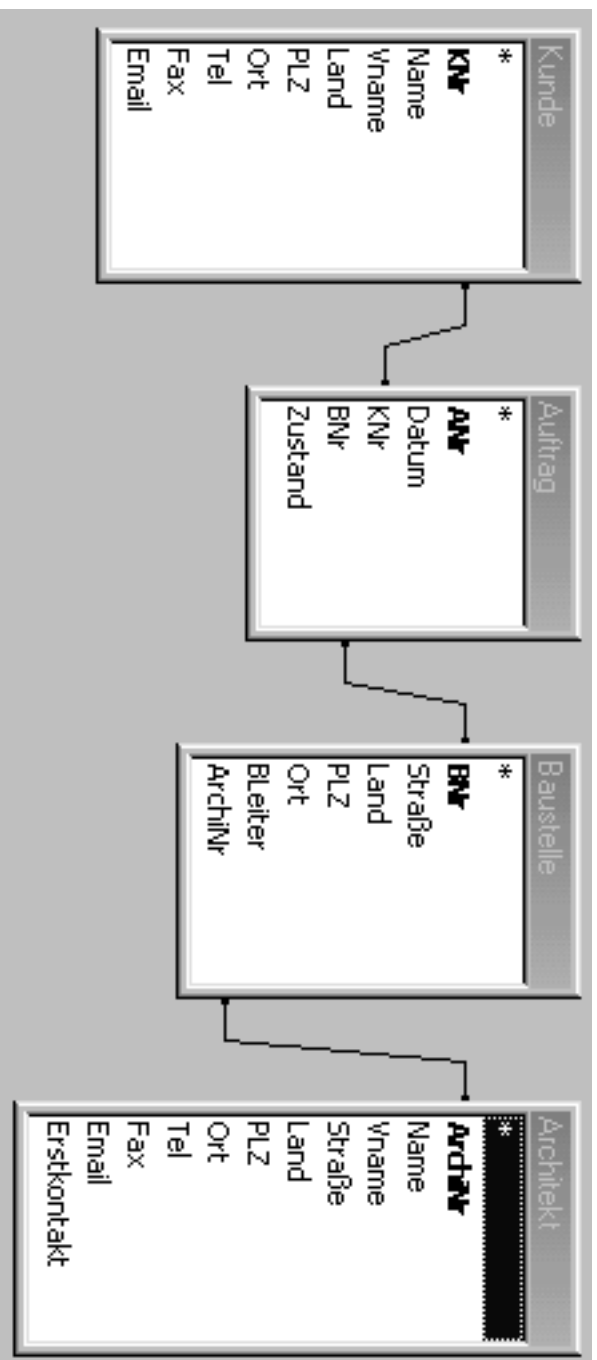 Kunde
*
KNr
Name
Vname
Land
PLZ
Ort
Tel
Fax
Email
Auftrag
*
ANr
Datum
KNr
BNr
Zustand
Baustelle
*
BNr
Straße
Land
PLZ
Ort
BLeiter
ArchiNr
Architekt
*
ArchiNr
Name
Vname
Straße
Land
PLZ
Ort
Tel
Fax
Email
Erstkontakt